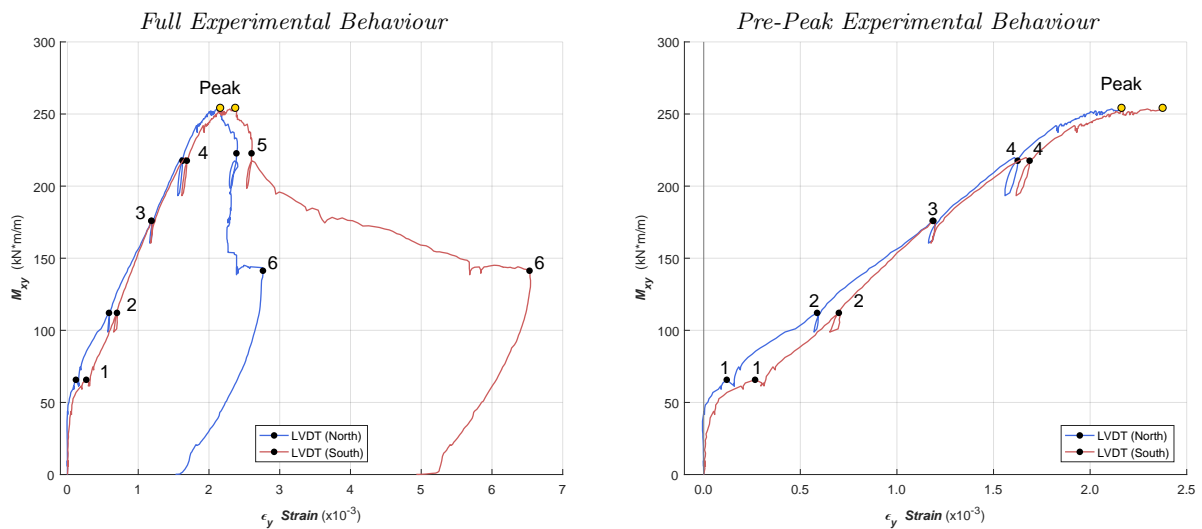 Full Experimental Behaviour
300
250
200
150
100
50
0
M_xy (kN*m/m)
Peak
5
4
3
6
6
2
1
LVDT (North)
LVDT (South)
0 1 2 3 4 5 6 7
ϵ_y Strain (x10^-3)
Pre-Peak Experimental Behaviour
300
250
200
150
100
50
0
M_xy (kN*m/m)
Peak
4 4
3
2 2
1 1
LVDT (North)
LVDT (South)
0.0 0.5 1.0 1.5 2.0 2.5
ϵ_y Strain (x10^-3)